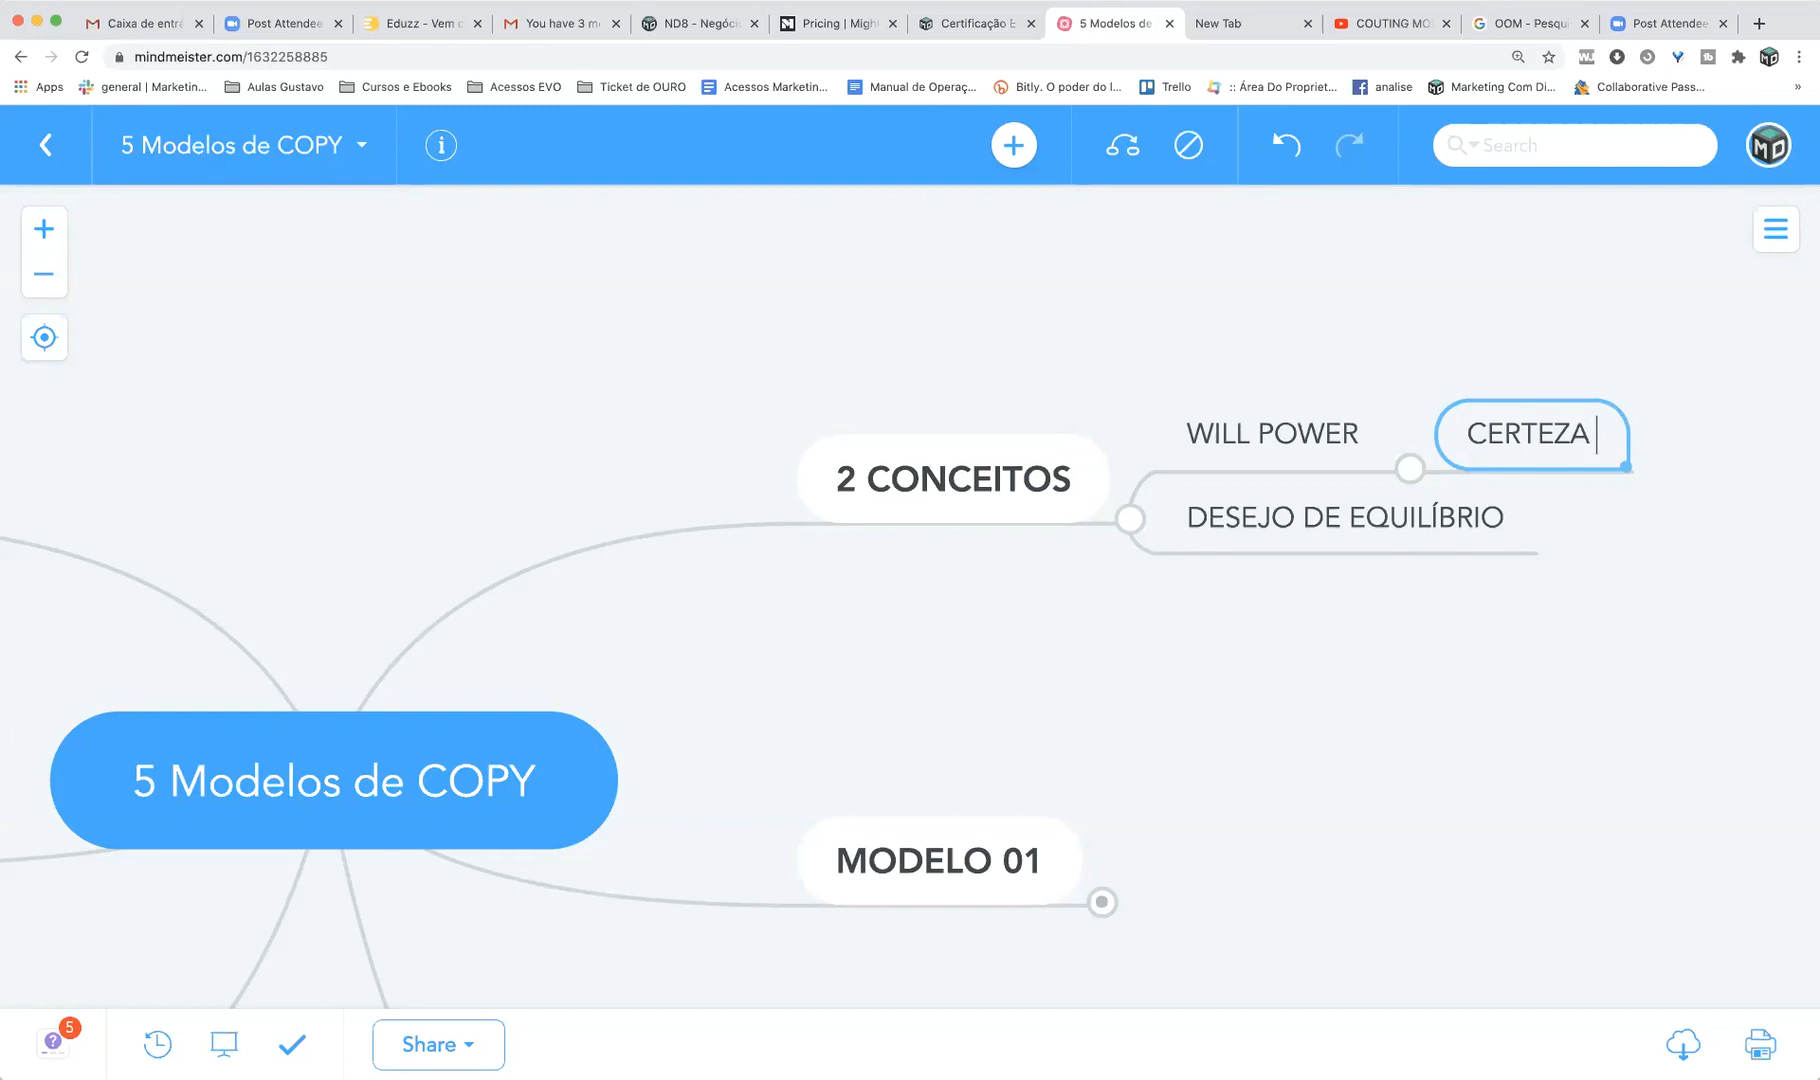 Caixa de entra
Post Attendee
Eduzz - Vem c
You have 3 m
ND8 - Negóci
Pricing | Migh
Certificação E
5 Modelos de
New Tab
COUTING MO
OOM - Pesqui
Post Attendee
mindmeister.com/1632258885
Apps
general | Marketin...
Aulas Gustavo
Cursos e Ebooks
Acessos EVO
Ticket de OURO
Acessos Marketin...
Manual de Operaç...
Bitly. O poder do l...
Trello
:: Área Do Propriet...
analise
Marketing Com Di...
Collaborative Pass...
»
5 Modelos de COPY
Search
MD
WILL POWER
CERTEZA
2 CONCEITOS
DESEJO DE EQUILÍBRIO
5 Modelos de COPY
MODELO 01
5
Share